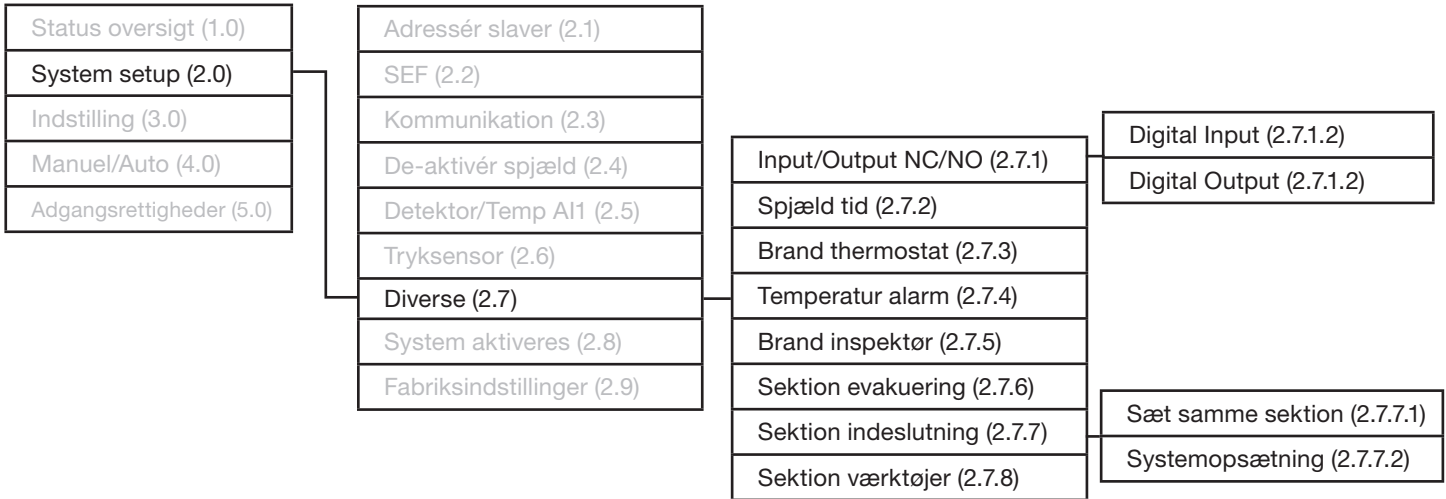 Status oversigt (1.0)
System setup (2.0)
Indstilling (3.0)
Manuel/Auto (4.0)
Adgangsrettigheder (5.0)
Adressér slaver (2.1)
SEF (2.2)
Kommunikation (2.3)
De-aktivér spjæld (2.4)
Detektor/Temp AI1 (2.5)
Tryksensor (2.6)
Diverse (2.7)
System aktiveres (2.8)
Fabriksindstillinger (2.9)
Input/Output NC/NO (2.7.1)
Spjæld tid (2.7.2)
Brand thermostat (2.7.3)
Temperatur alarm (2.7.4)
Brand inspektør (2.7.5)
Sektion evakuering (2.7.6)
Sektion indeslutning (2.7.7)
Sektion værktøjer (2.7.8)
Digital Input (2.7.1.2)
Digital Output (2.7.1.2)
Sæt samme sektion (2.7.7.1)
Systemopsætning (2.7.7.2)